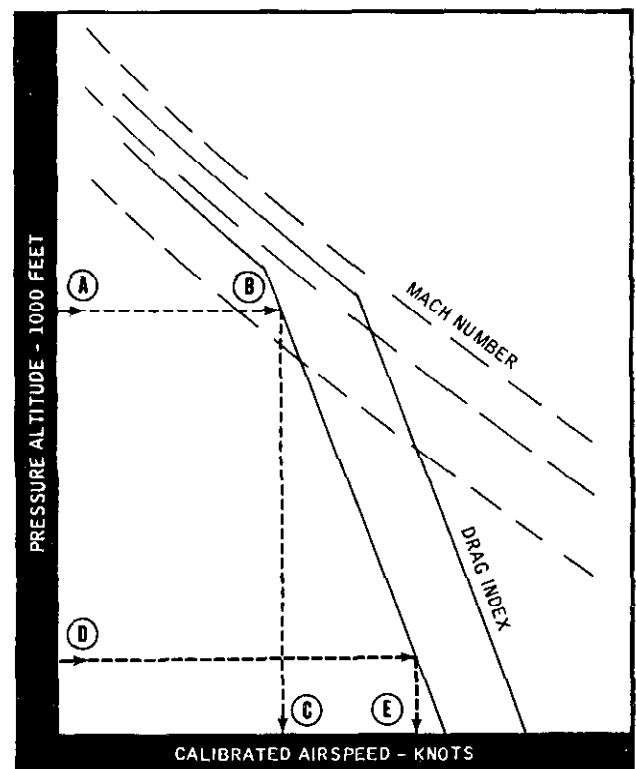 PRESSURE ALTITUDE - 1000 FEET
A
B
MACH NUMBER
DRAG INDEX
D
C
E
CALIBRATED AIRSPEED - KNOTS